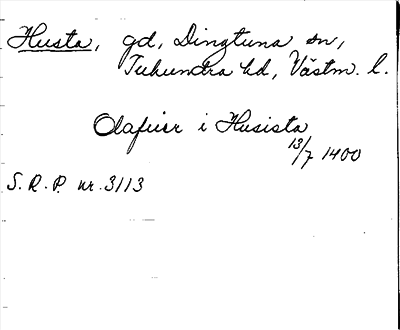 Husta, gd, Dingtuna sn,
Tuhundra hd, Västm. l.
Olafuer i Husista
13/7 1400
S. R. P. nr. 3113